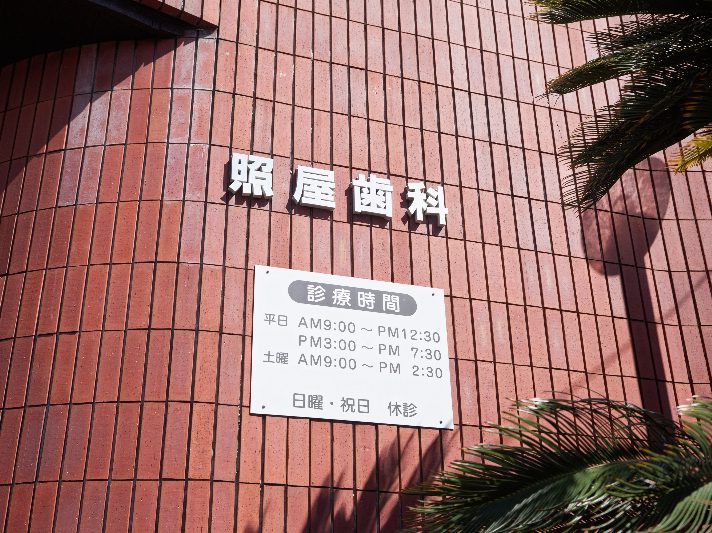 照屋歯科
診療時間
平日 AM9:00～PM12:30
PM3:00～PM 7:30
土曜 AM9:00～PM 2:30
日曜・祝日 休診